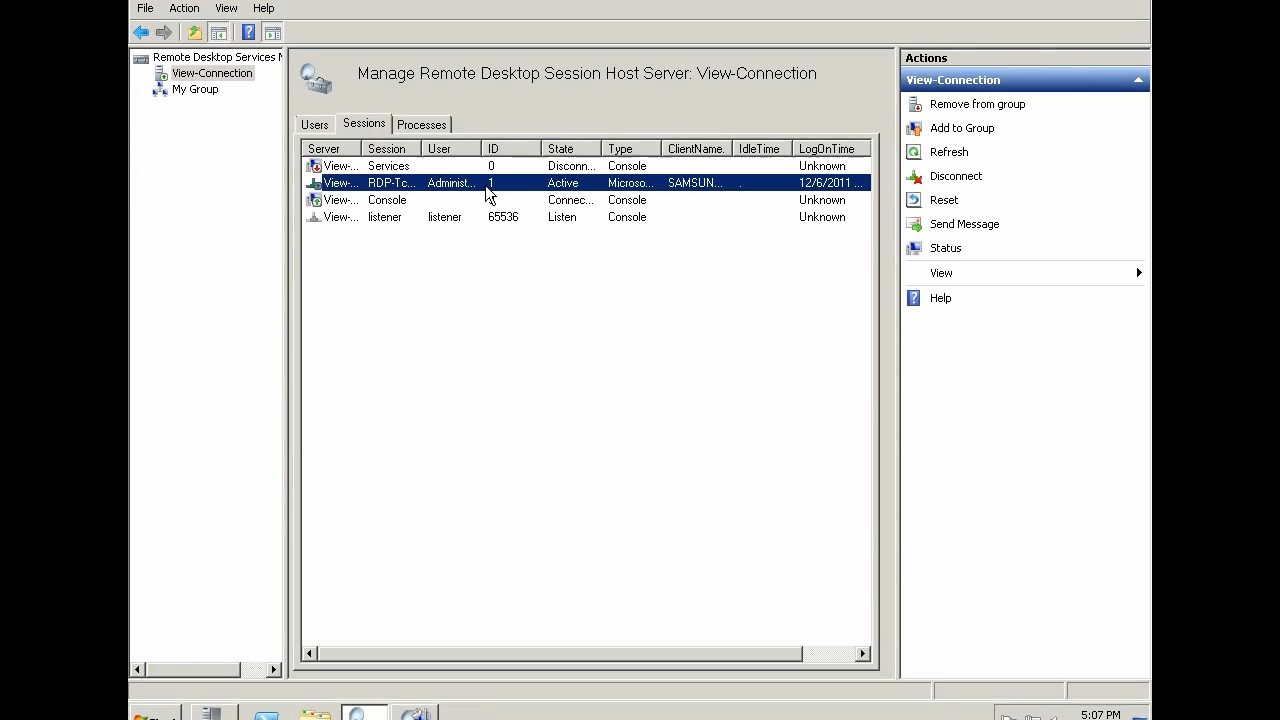 File Action View Help
Remote Desktop Services M
View-Connection
My Group
Manage Remote Desktop Session Host Server: View-Connection
Users Sessions Processes
Server Session User ID State Type ClientName. IdleTime LogOnTime
View-... Services 0 Disconn... Console Unknown
View-... RDP-Tc... Administ... 1 Active Microso... SAMSUN... . 12/6/2011 ...
View-... Console Connec... Console Unknown
View-... listener listener 65536 Listen Console Unknown
Actions
View-Connection
Remove from group
Add to Group
Refresh
Disconnect
Reset
Send Message
Status
View
Help
5:07 PM